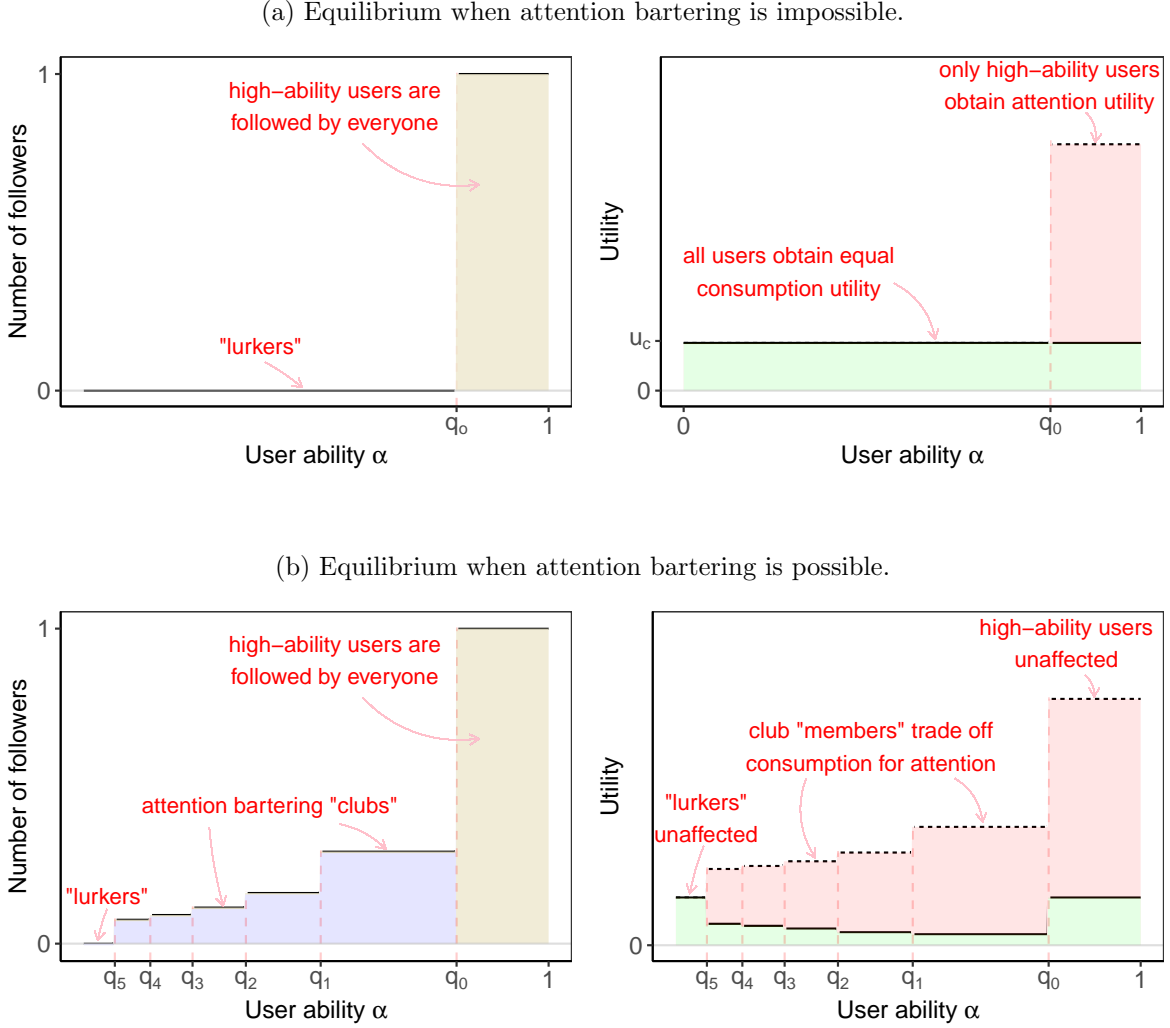 (a) Equilibrium when attention bartering is impossible.
Number of followers
1
0
high−ability users are
followed by everyone
"lurkers"
qo
1
User ability α
Utility
only high−ability users
obtain attention utility
all users obtain equal
consumption utility
uc
0
0
q0
1
User ability α
(b) Equilibrium when attention bartering is possible.
Number of followers
1
0
high−ability users are
followed by everyone
attention bartering "clubs"
"lurkers"
q5
q4
q3
q2
q1
q0
1
User ability α
Utility
high−ability users
unaffected
club "members" trade off
consumption for attention
"lurkers"
unaffected
0
q5
q4
q3
q2
q1
q0
1
User ability α